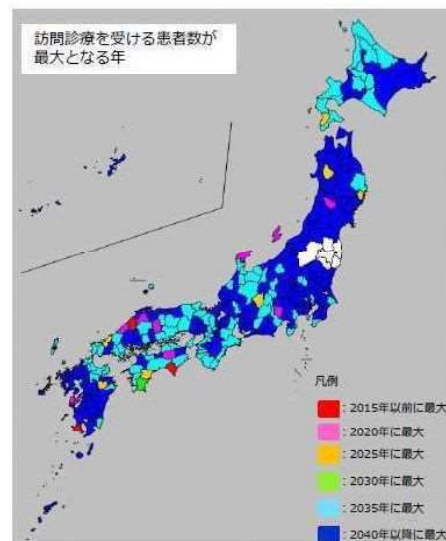 訪問診療を受ける患者数が
最大となる年
凡例
：2015年以前に最大
：2020年に最大
：2025年に最大
：2030年に最大
：2035年に最大
：2040年以降に最大